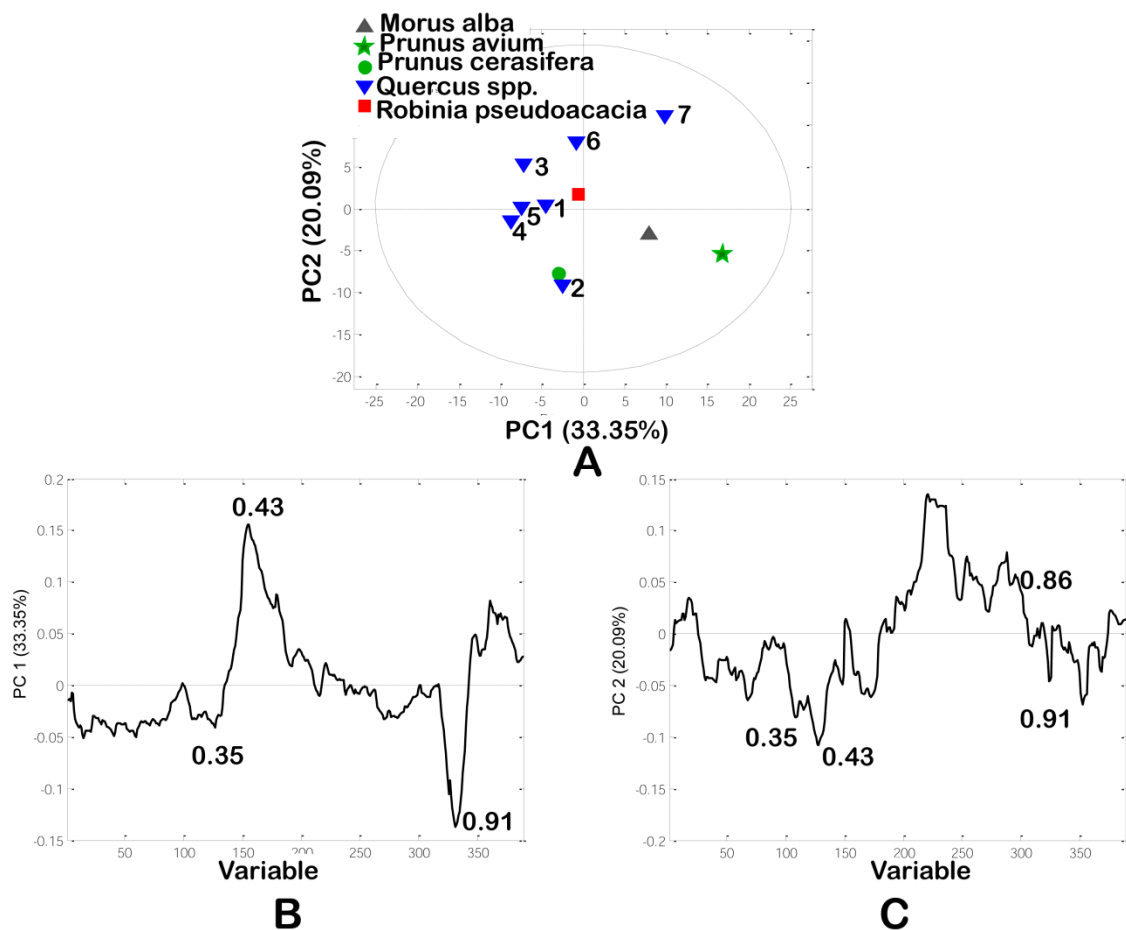 Morus alba
Prunus avium
Prunus cerasifera
Quercus spp.
Robinia pseudoacacia
7
6
3
5
1
4
2
5
0
-5
-10
-15
-20
PC2 (20.09%)
-25 -20 -15 -10 -5 0 5 10 15 20 25
PC1 (33.35%)
A
0.2
0.15
0.1
0.05
0
-0.05
-0.1
-0.15
PC 1 (33.35%)
0.43
0.35
0.91
50 100 150 200 250 300 350
Variable
B
0.15
0.1
0.05
0
-0.05
-0.1
-0.15
-0.2
PC 2 (20.09%)
0.86
0.35
0.43
0.91
50 100 150 200 250 300 350
Variable
C